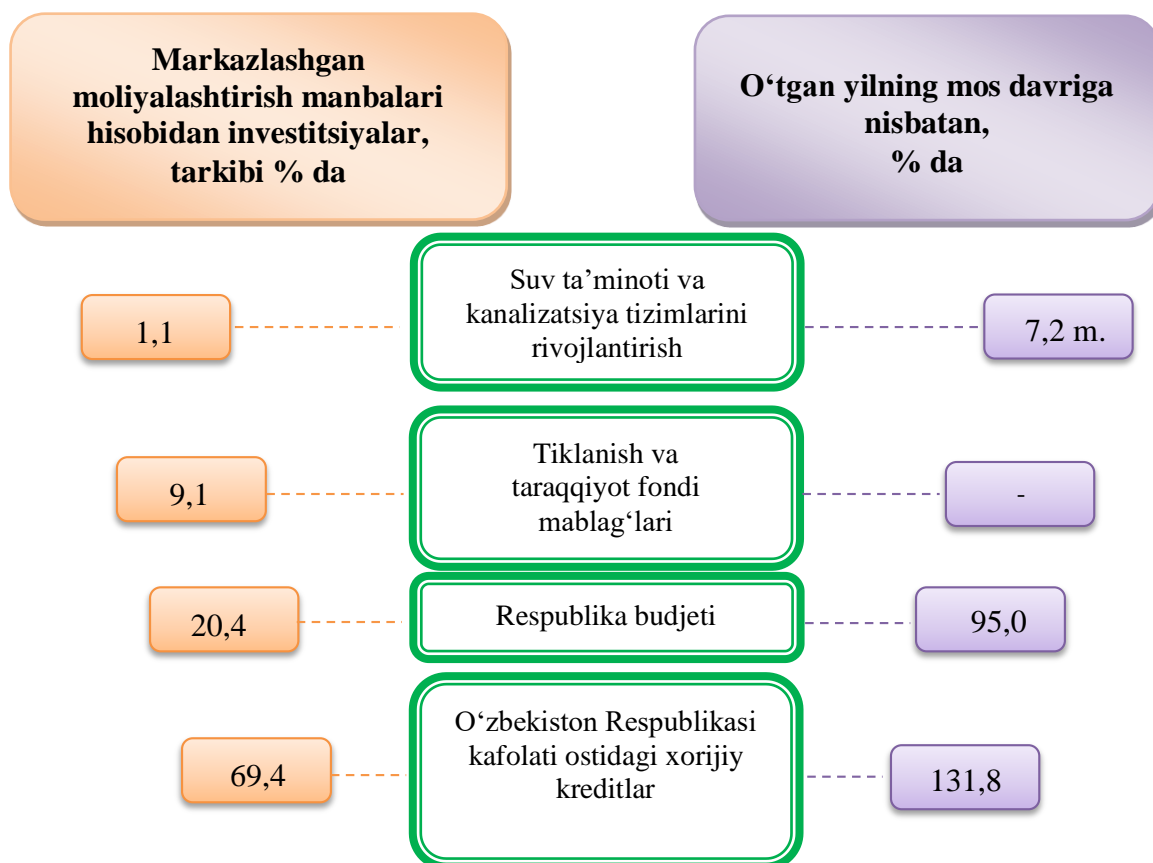 Markazlashgan
moliyalashtirish manbalari
hisobidan investitsiyalar,
tarkibi % da
O‘tgan yilning mos davriga
nisbatan,
% da
1,1
Suv ta’minoti va
kanalizatsiya tizimlarini
rivojlantirish
7,2 m.
9,1
Tiklanish va
taraqqiyot fondi
mablag‘lari
-
20,4
Respublika budjeti
95,0
69,4
O‘zbekiston Respublikasi
kafolati ostidagi xorijiy
kreditlar
131,8